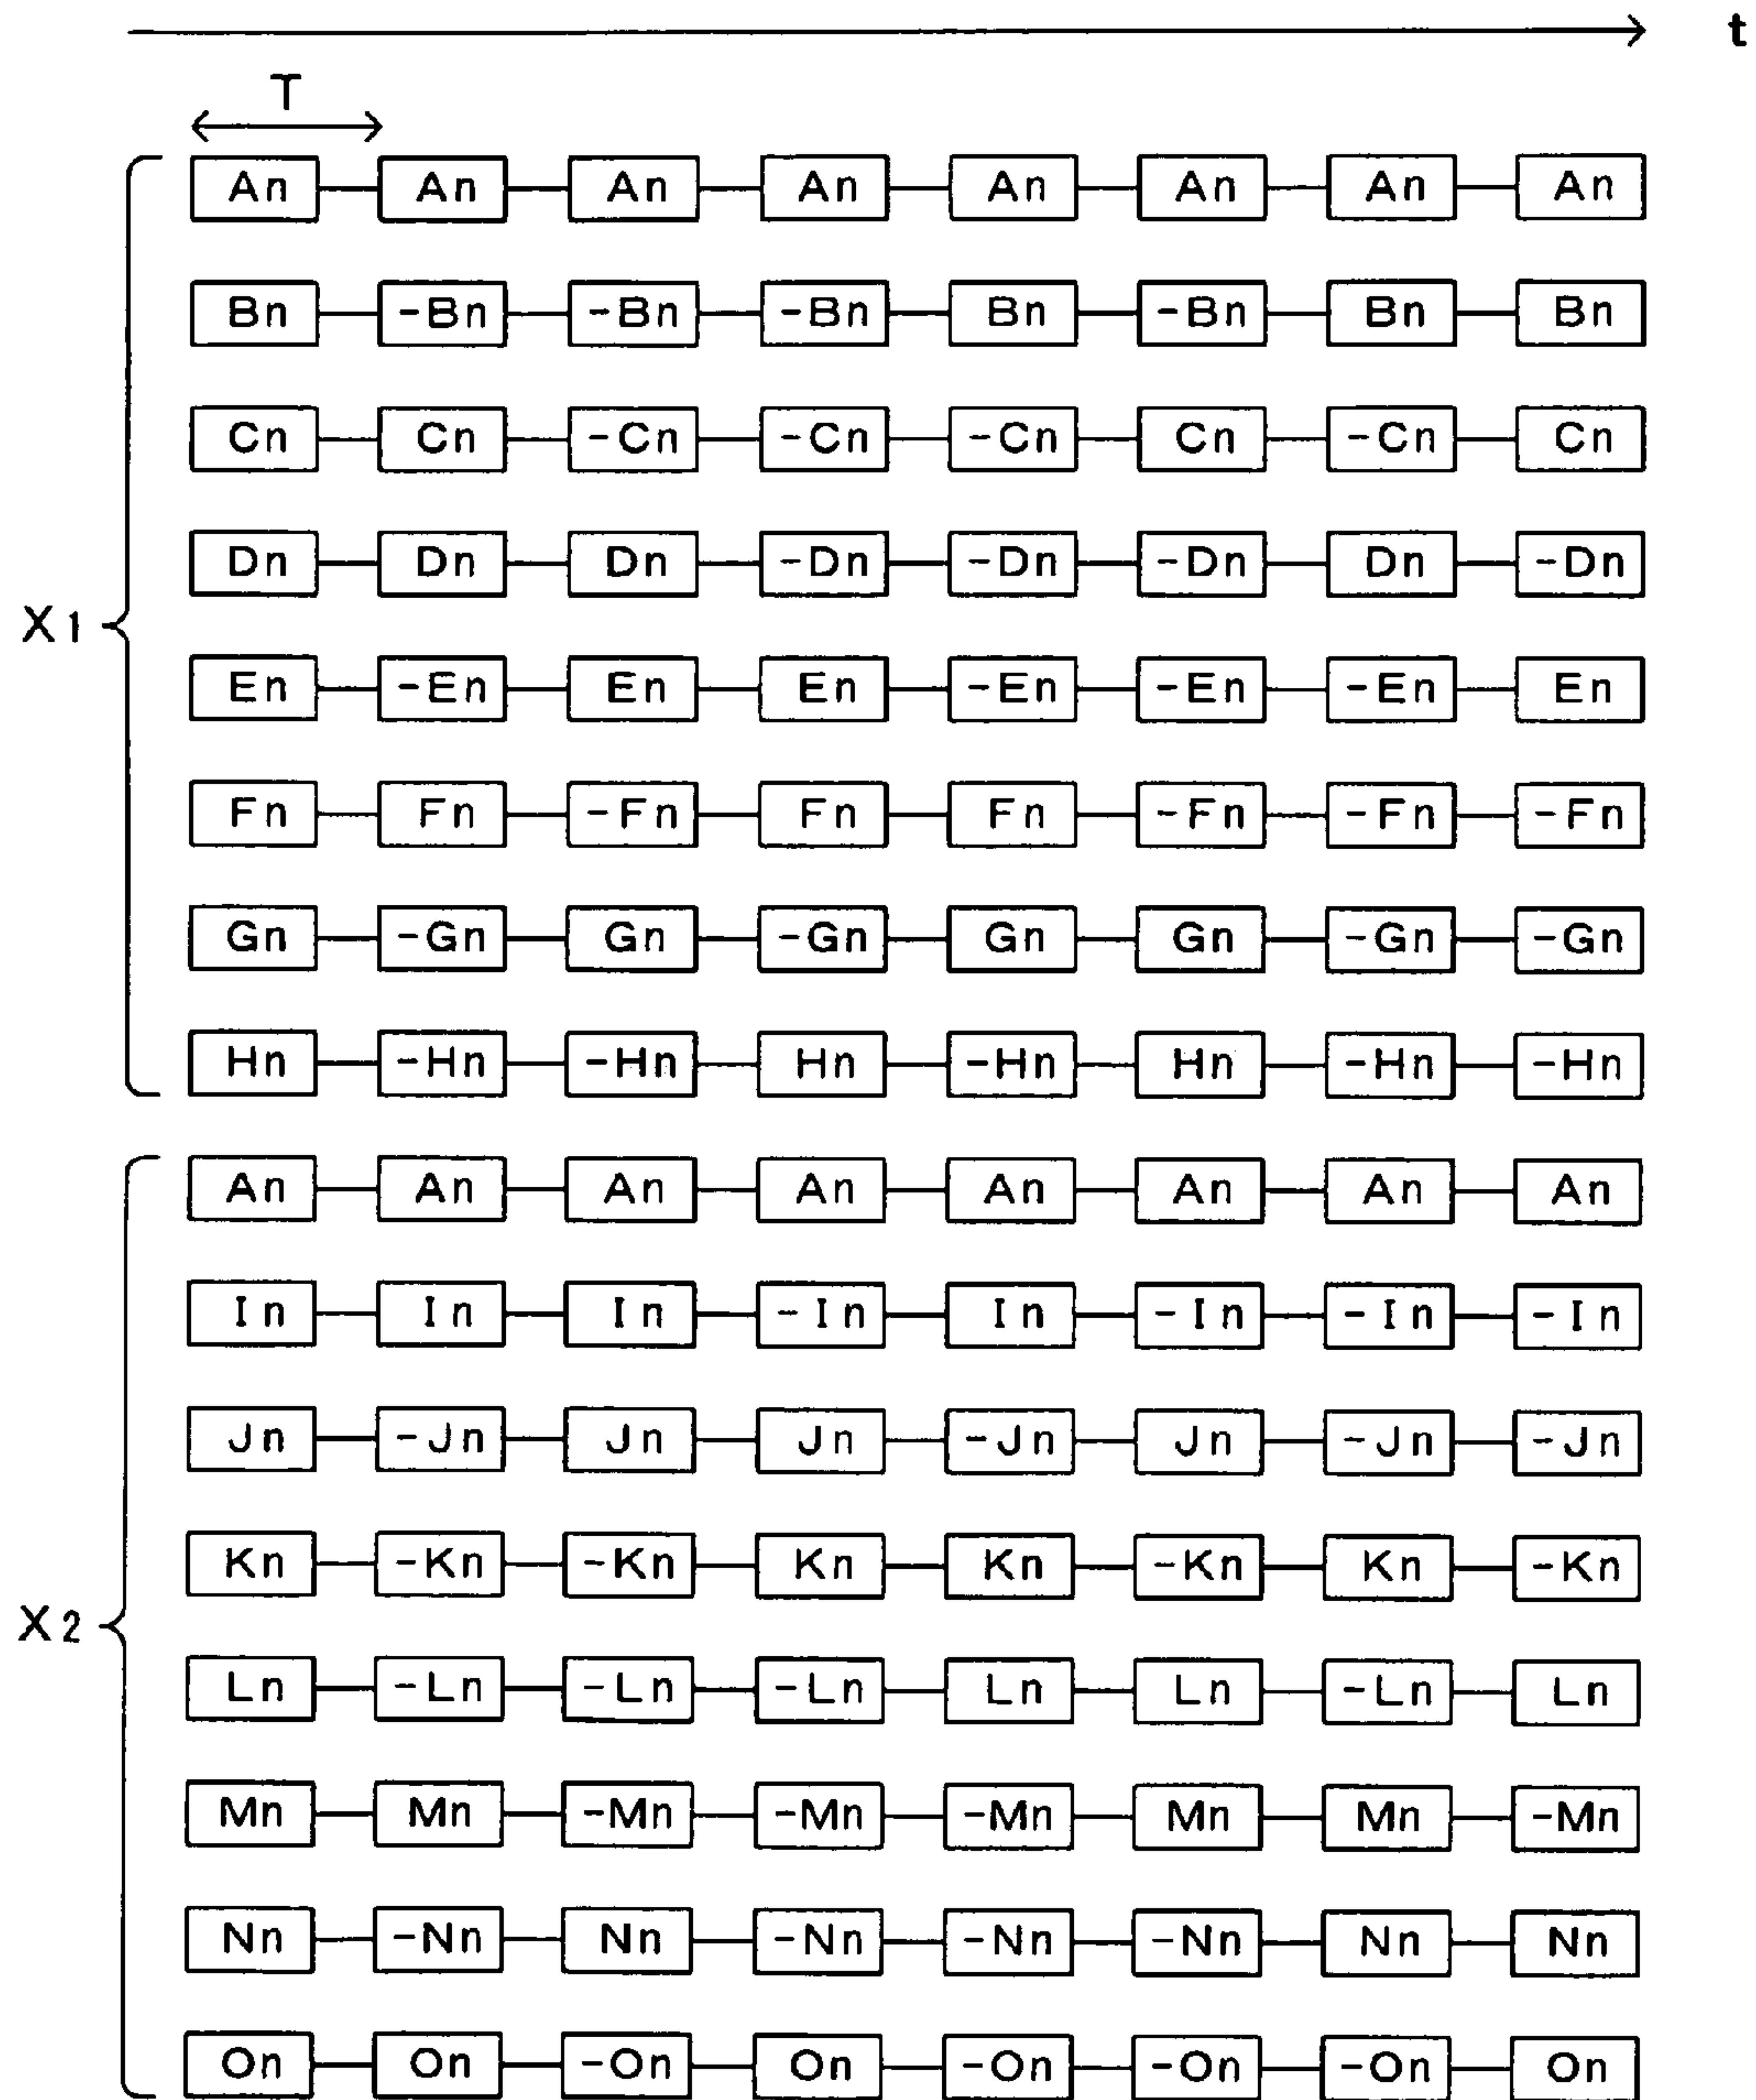 t
T
An An An An An An An An
Bn -Bn -Bn -Bn Bn -Bn Bn Bn
Cn Cn -Cn -Cn -Cn Cn -Cn Cn
Dn Dn Dn -Dn -Dn -Dn Dn -Dn
X1
En -En En En -En -En -En En
Fn Fn -Fn Fn Fn -Fn -Fn -Fn
Gn -Gn Gn -Gn Gn Gn -Gn -Gn
Hn -Hn -Hn Hn -Hn Hn -Hn -Hn
An An An An An An An An
In In In -In In -In -In -In
Jn -Jn Jn Jn -Jn Jn -Jn -Jn
Kn -Kn -Kn Kn Kn -Kn Kn -Kn
X2
Ln -Ln -Ln -Ln Ln Ln -Ln Ln
Mn Mn -Mn -Mn -Mn Mn Mn -Mn
Nn -Nn Nn -Nn -Nn -Nn Nn Nn
On On -On On -On -On -On On